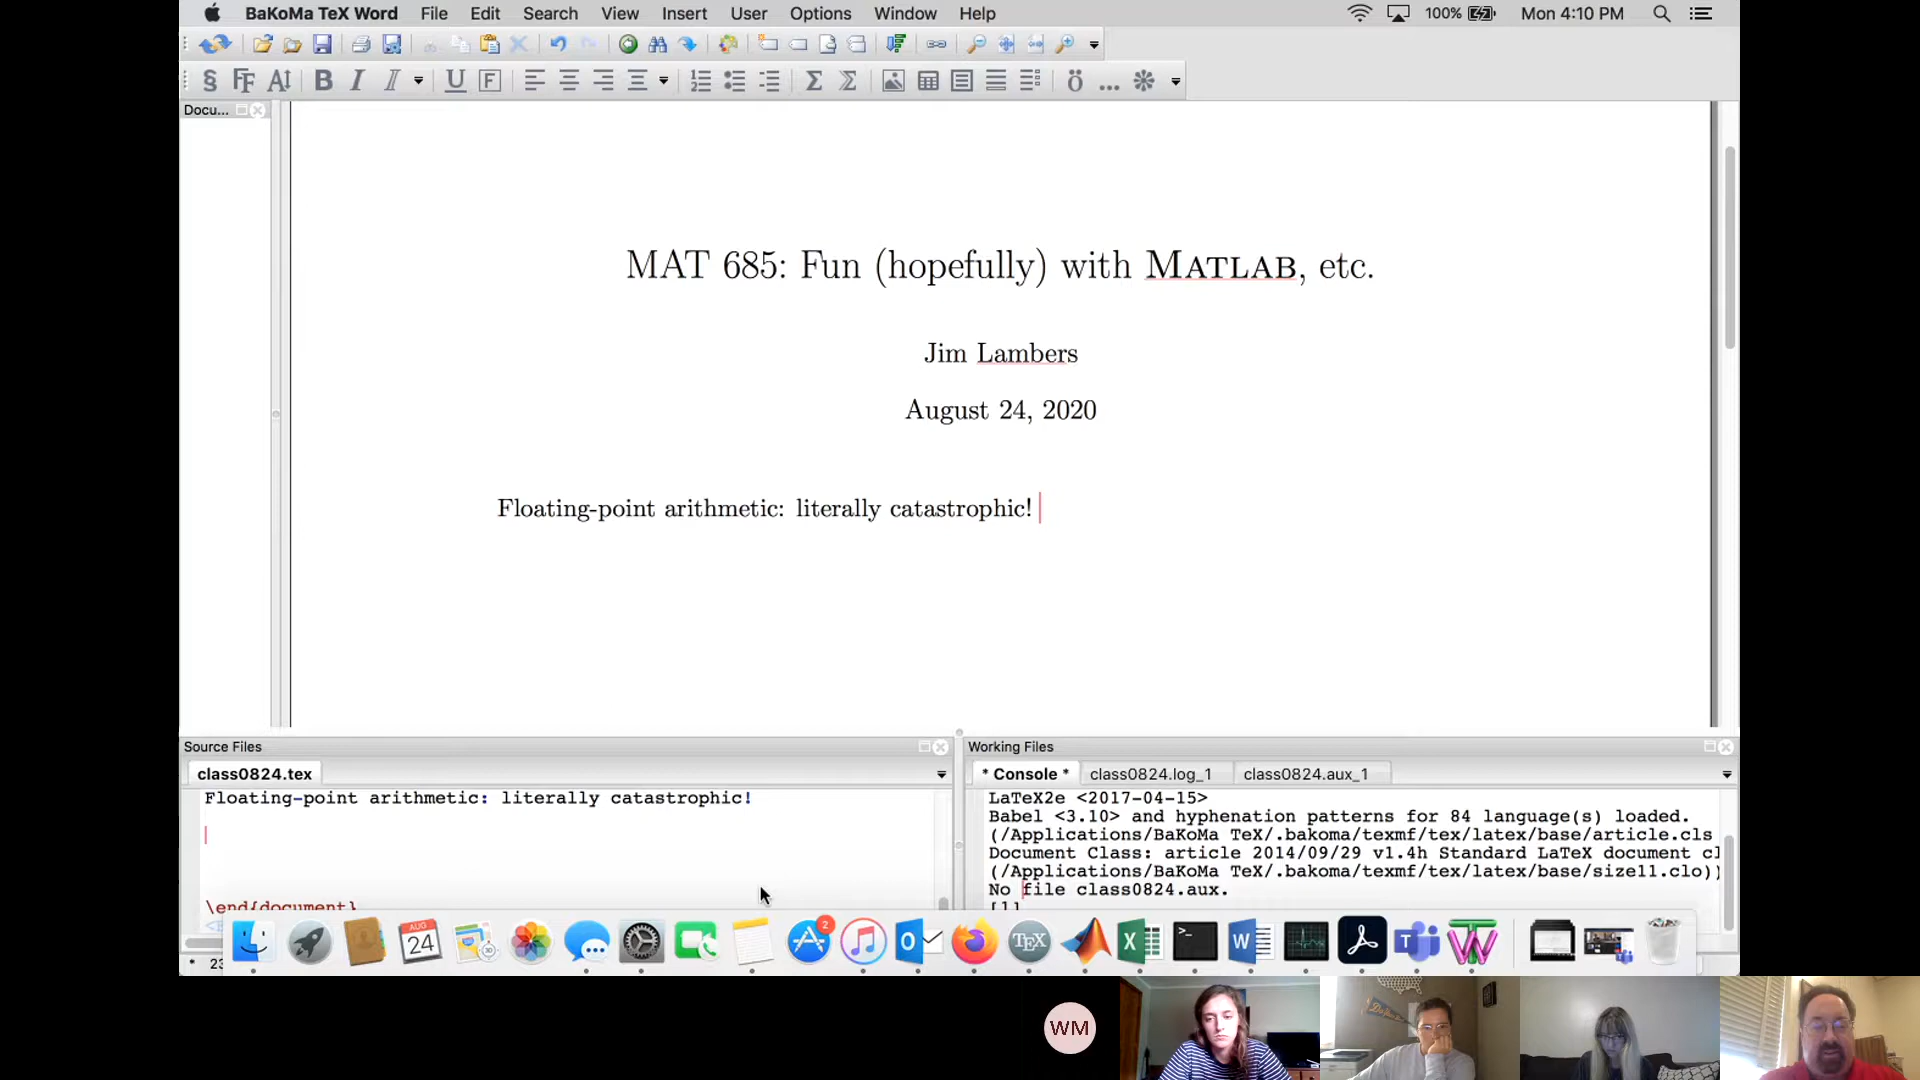 BaKoMa TeX Word File Edit Search View Insert User Options Window Help 100% Mon 4:10 PM
Docu...
MAT 685: Fun (hopefully) with MATLAB, etc.
Jim Lambers
August 24, 2020
Floating-point arithmetic: literally catastrophic!
Source Files
class0824.tex
Floating-point arithmetic: literally catastrophic!
\end{document}
Working Files
* Console * class0824.log_1 class0824.aux_1
LaTeX2e <2017-04-15>
Babel <3.10> and hyphenation patterns for 84 language(s) loaded.
(/Applications/BaKoMa TeX/.bakoma/texmf/tex/latex/base/article.cls
Document Class: article 2014/09/29 v1.4h Standard LaTeX document cl
(/Applications/BaKoMa TeX/.bakoma/texmf/tex/latex/base/size11.clo))
No file class0824.aux.
[1]
AUG
24
2
TEX
* 23
WM